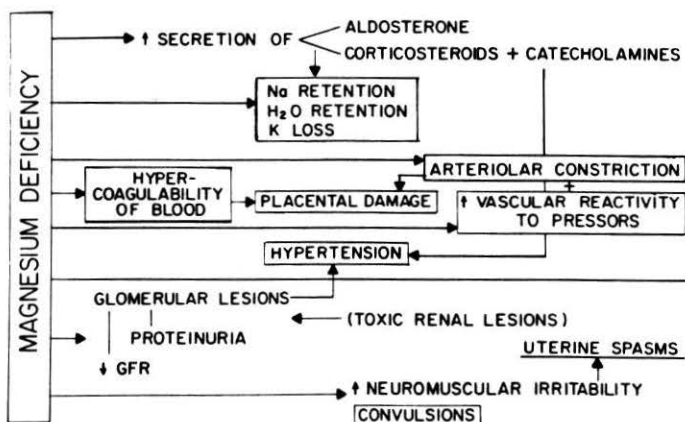 MAGNESIUM DEFICIENCY
↑ SECRETION OF
ALDOSTERONE
CORTICOSTEROIDS + CATECHOLAMINES
Na RETENTION
H₂O RETENTION
K LOSS
ARTERIOLAR CONSTRICTION
+
↑ VASCULAR REACTIVITY
TO PRESSORS
HYPER-
COAGULABILITY
OF BLOOD
PLACENTAL DAMAGE
HYPERTENSION
GLOMERULAR LESIONS
PROTEINURIA
↓ GFR
(TOXIC RENAL LESIONS)
UTERINE SPASMS
↑ NEUROMUSCULAR IRRITABILITY
CONVULSIONS